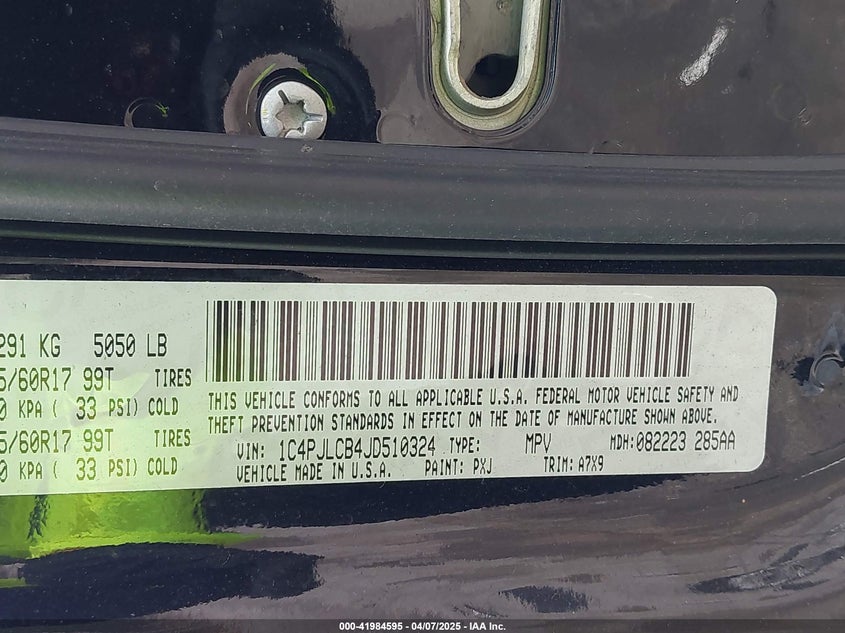 291 KG 5050 LB
5/60R17 99T TIRES
0 KPA ( 33 PSI) COLD
5/60R17 99T TIRES
0 KPA ( 33 PSI) COLD
THIS VEHICLE CONFORMS TO ALL APPLICABLE U.S.A. FEDERAL MOTOR VEHICLE SAFETY AND
THEFT PREVENTION STANDARDS IN EFFECT ON THE DATE OF MANUFACTURE SHOWN ABOVE.
VIN: 1C4PJLCB4JD510324 TYPE: MPV MDH:082223 285AA
VEHICLE MADE IN U.S.A. PAINT: PXJ TRIM: A7X9
000-41984595 - 04/07/2025 - IAA Inc.